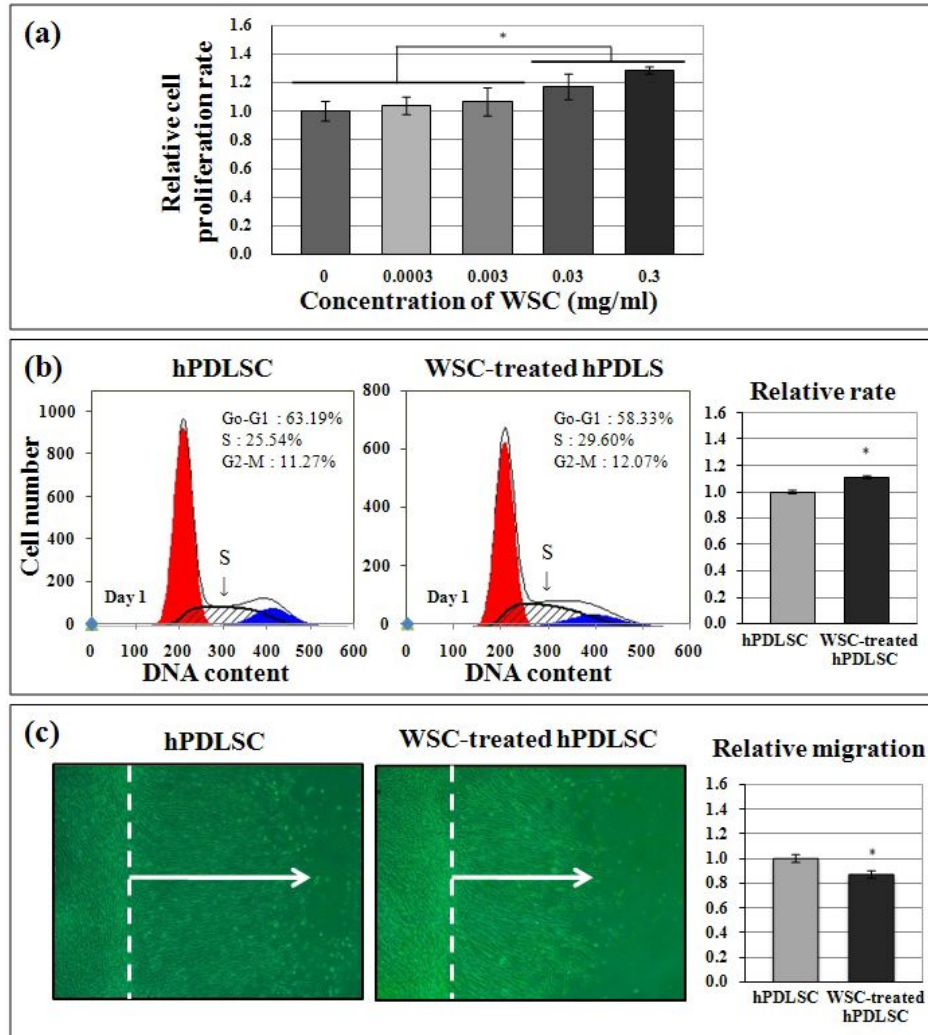 (a)
Relative cell
proliferation rate
1.6
1.4
1.2
1.0
0.8
0.6
0.4
0.2
0.0
*
0 0.0003 0.003 0.03 0.3
Concentration of WSC (mg/ml)
(b)
hPDLSC
Cell number
1000
800
600
400
200
0
Go-G1 : 63.19%
S : 25.54%
G2-M : 11.27%
S
↓
Day 1
0 100 200 300 400 500 600
DNA content
WSC-treated hPDLS
800
600
400
200
0
Go-G1 : 58.33%
S : 29.60%
G2-M : 12.07%
S
↓
Day 1
0 100 200 300 400 500 600
DNA content
Relative rate
1.6
1.4
1.2
1.0
0.8
0.6
0.4
0.2
0.0
*
hPDLSC WSC-treated
hPDLSC
(c)
hPDLSC
WSC-treated hPDLSC
Relative migration
1.6
1.4
1.2
1.0
0.8
0.6
0.4
0.2
0.0
*
hPDLSC WSC-treated
hPDLSC